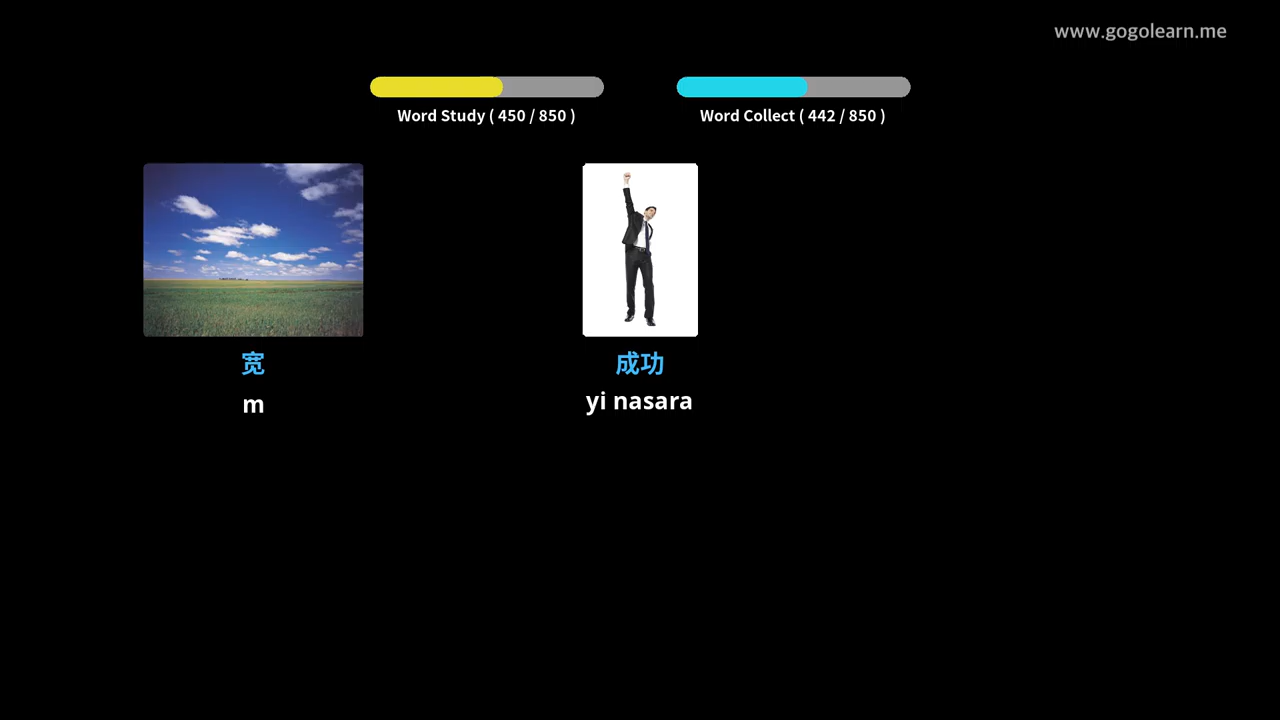 www.gogolearn.me
Word Study ( 450 / 850 )
Word Collect ( 442 / 850 )
宽
成功
m
yi nasara